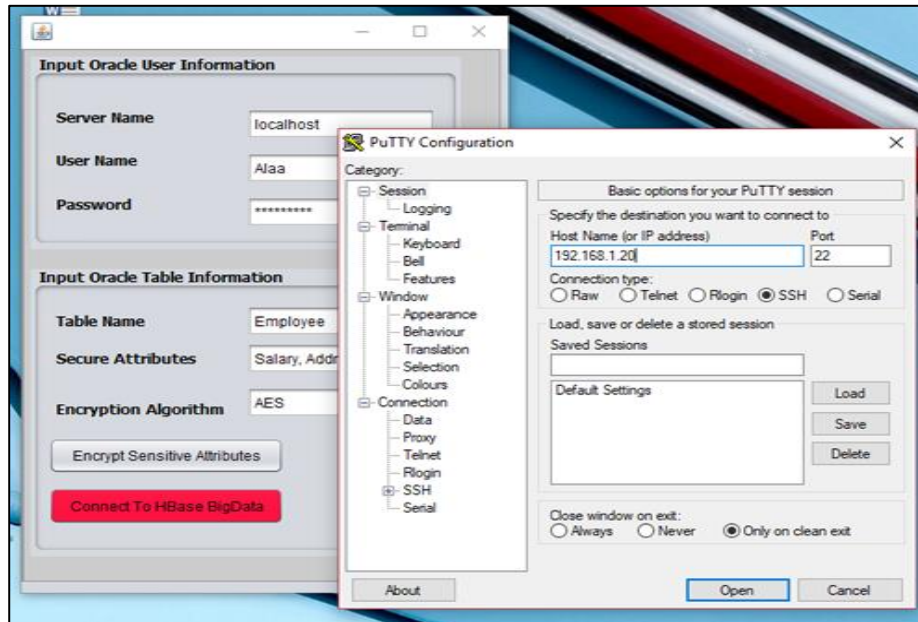 W
Input Oracle User Information
Server Name localhost
User Name Alaa
Password *********
Input Oracle Table Information
Table Name Employee
Secure Attributes Salary, Addr
Encryption Algorithm AES
Encrypt Sensitive Attributes
Connect To HBase BigData
PuTTY Configuration
Category:
Session
Logging
Terminal
Keyboard
Bell
Features
Window
Appearance
Behaviour
Translation
Selection
Colours
Connection
Data
Proxy
Telnet
Rlogin
SSH
Serial
Basic options for your PuTTY session
Specify the destination you want to connect to
Host Name (or IP address) Port
192.168.1.20 22
Connection type:
Raw Telnet Rlogin SSH Serial
Load, save or delete a stored session
Saved Sessions
Default Settings
Load
Save
Delete
Close window on exit:
Always Never Only on clean exit
About Open Cancel